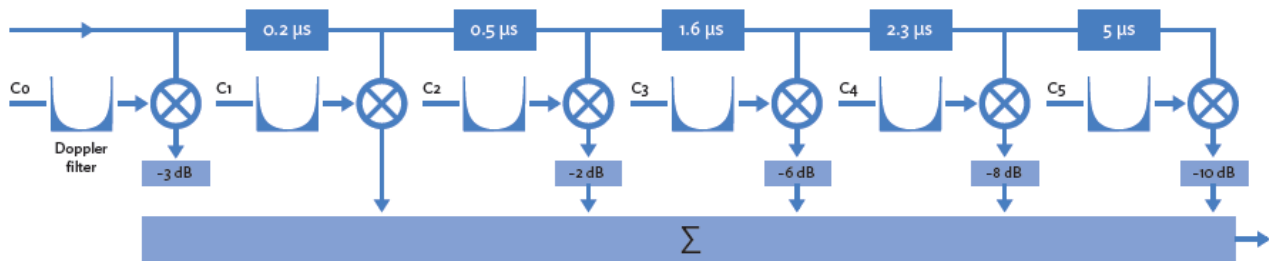 0.2 µs
0.5 µs
1.6 µs
2.3 µs
5 µs
C0
C1
C2
C3
C4
C5
Doppler
filter
-3 dB
-2 dB
-6 dB
-8 dB
-10 dB
Σ